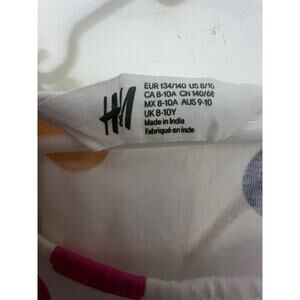 H&M
EUR 134/140 US 8/10
CA 8-10A CN 140/68
MX 8-10A AUS 9-10
UK 8-10Y
Made in India
Fabriqué en Inde